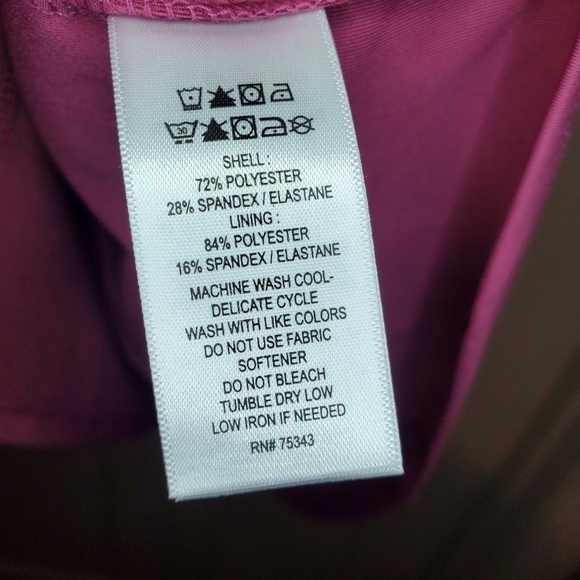 30
SHELL :
72% POLYESTER
28% SPANDEX / ELASTANE
LINING :
84% POLYESTER
16% SPANDEX / ELASTANE
MACHINE WASH COOL-
DELICATE CYCLE
WASH WITH LIKE COLORS
DO NOT USE FABRIC
SOFTENER
DO NOT BLEACH
TUMBLE DRY LOW
LOW IRON IF NEEDED
RN# 75343